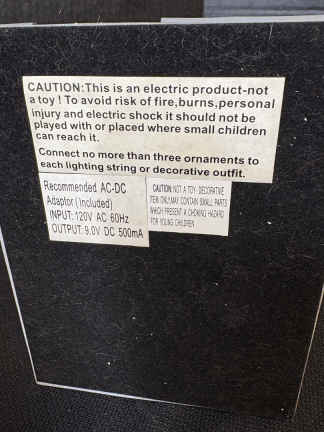 CAUTION:This is an electric product-not
a toy! To avoid risk of fire,burns,personal
injury and electric shock it should not be
played with or placed where small children
can reach it.
Connect no more than three ornaments to
each lighting string or decorative outfit.
Recommended AC-DC
Adaptor(Included)
INPUT:120V AC 60Hz
OUTPUT:9.0V DC 500mA
CAUTION NOT A TOY- DECORATIVE
ITEM ONLY,MAY CONTAIN SMALL PARTS
WHICH PRESENT A CHOKING HAZARD
FOR YOUNG CHILDREN